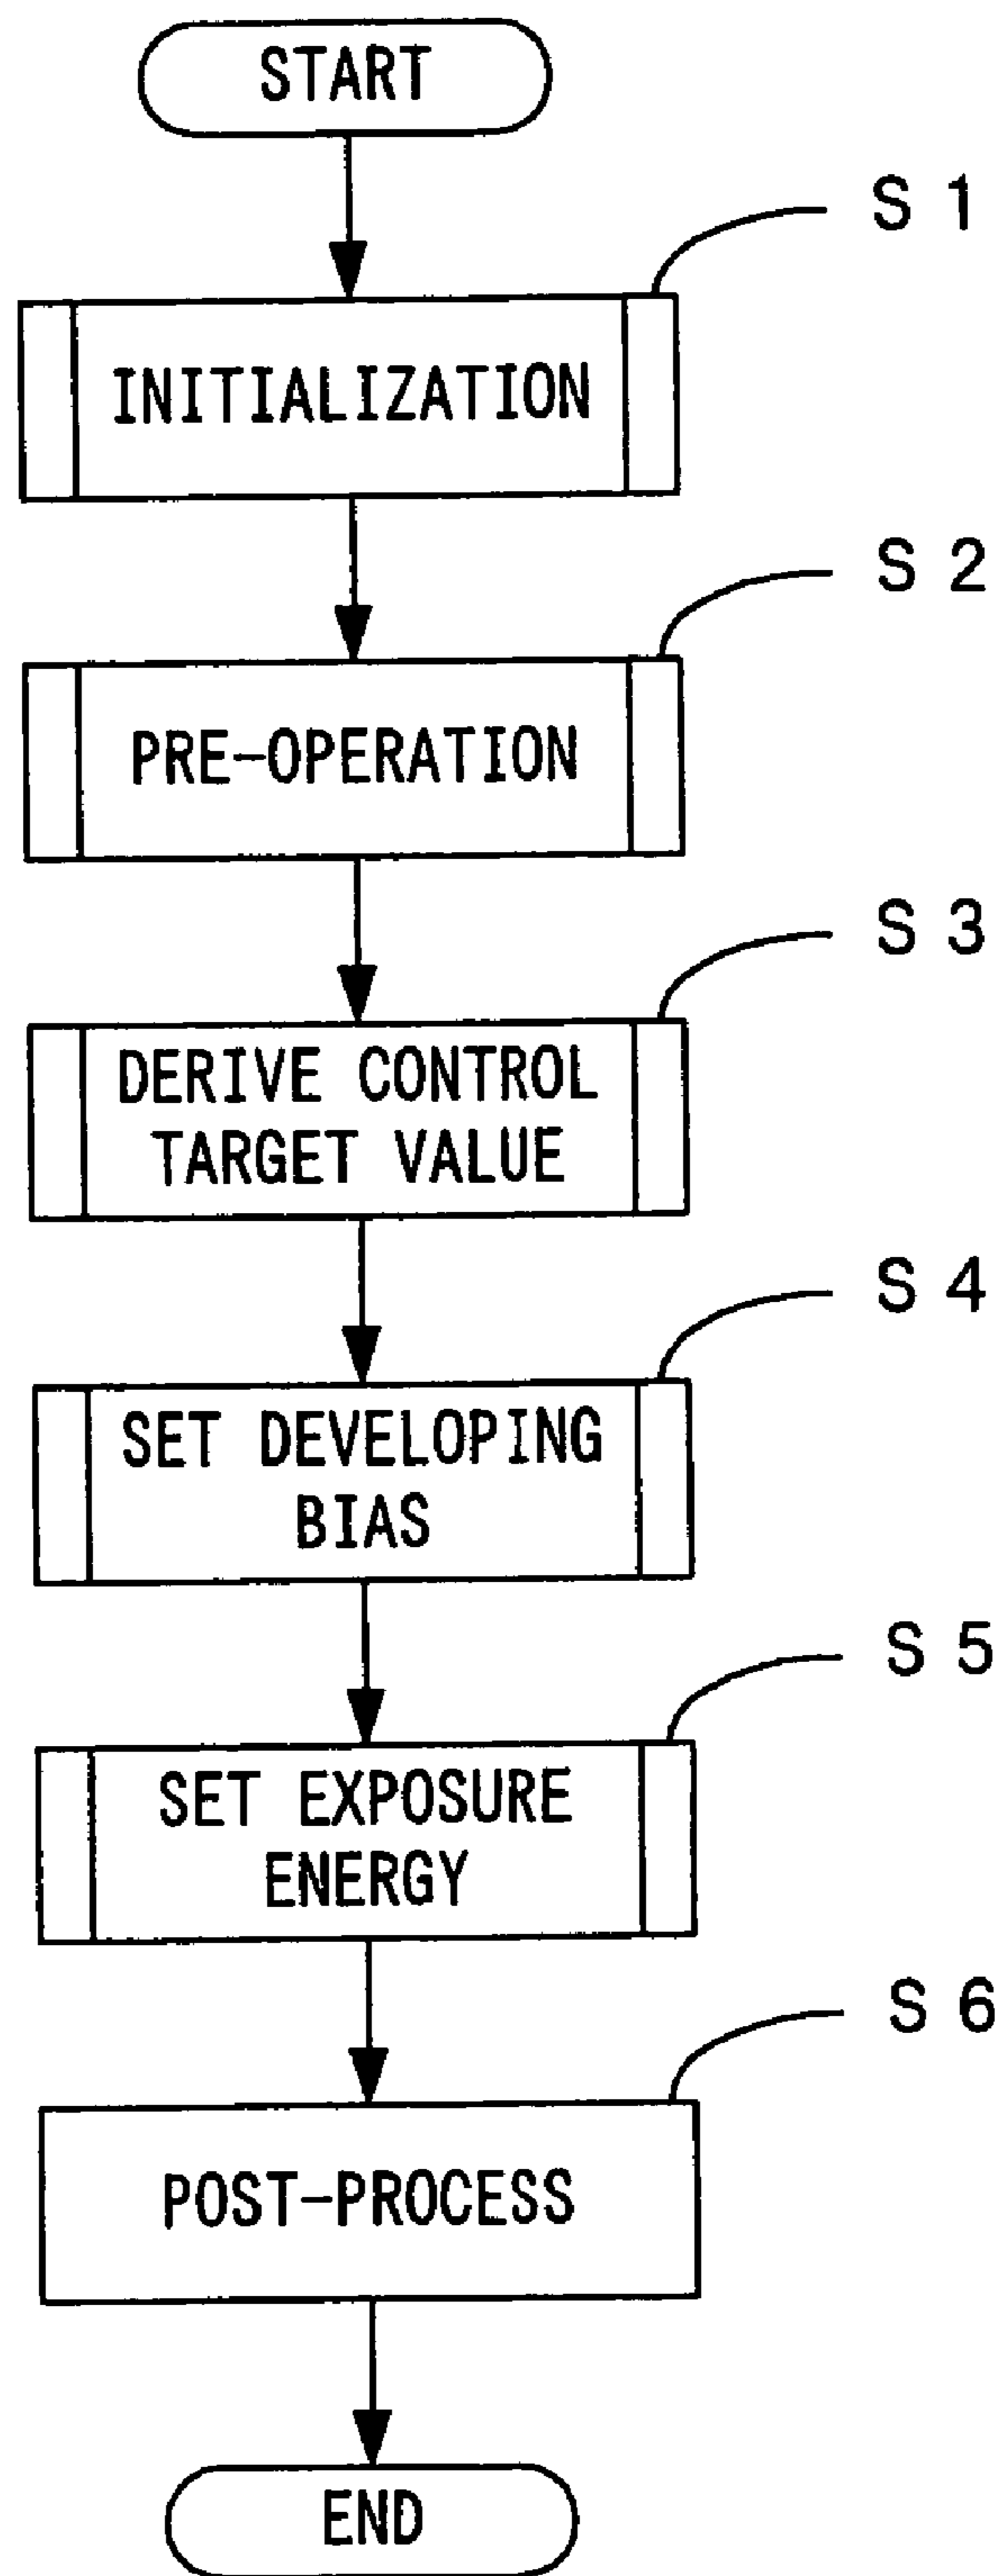 START
S 1
INITIALIZATION
S 2
PRE-OPERATION
S 3
DERIVE CONTROL
TARGET VALUE
S 4
SET DEVELOPING
BIAS
S 5
SET EXPOSURE
ENERGY
S 6
POST-PROCESS
END